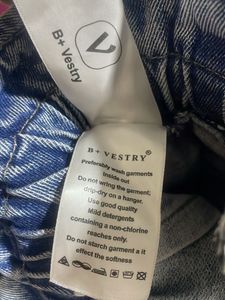 V
B+ Vestry
B+ VESTRY®
Preferably wash garments
Inside out
Do not wring the germent;
drip-dry on a hanger.
Use good quality
Mild detergents
containing a non-chlorine
reaches only.
Do not starch garment a it
effect the softness